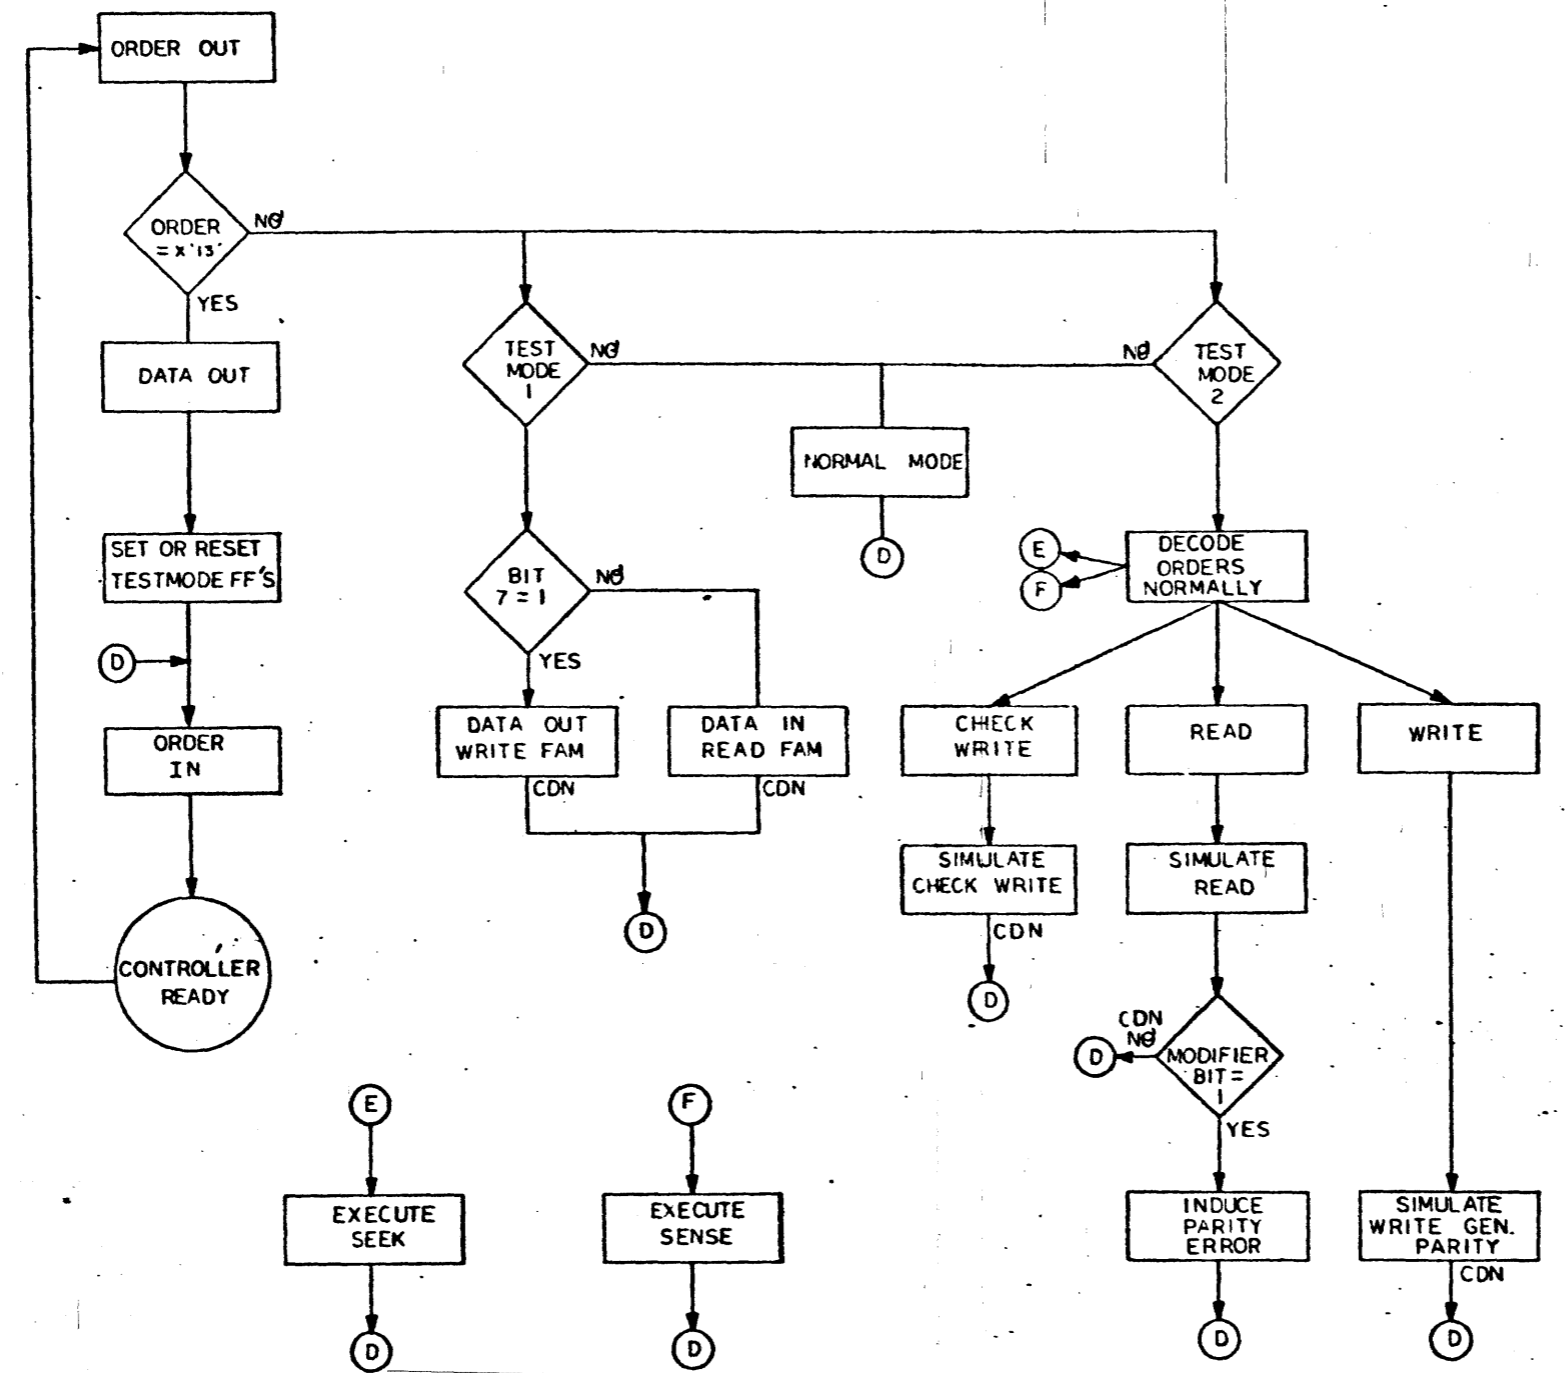 ORDER OUT
ORDER
= X '13'
NO
YES
DATA OUT
SET OR RESET
TESTMODE FF'S
D
ORDER
IN
CONTROLLER
READY
TEST
MODE
1
NO
NO
TEST
MODE
2
NORMAL MODE
D
BIT
7 = 1
NO
YES
DATA OUT
WRITE FAM
CDN
DATA IN
READ FAM
CDN
D
E
F
DECODE
ORDERS
NORMALLY
CHECK
WRITE
READ
WRITE
SIMULATE
CHECK WRITE
CDN
D
SIMULATE
READ
CDN
NO
D
MODIFIER
BIT =
1
YES
INDUCE
PARITY
ERROR
D
SIMULATE
WRITE GEN.
PARITY
CDN
D
E
EXECUTE
SEEK
D
F
EXECUTE
SENSE
D